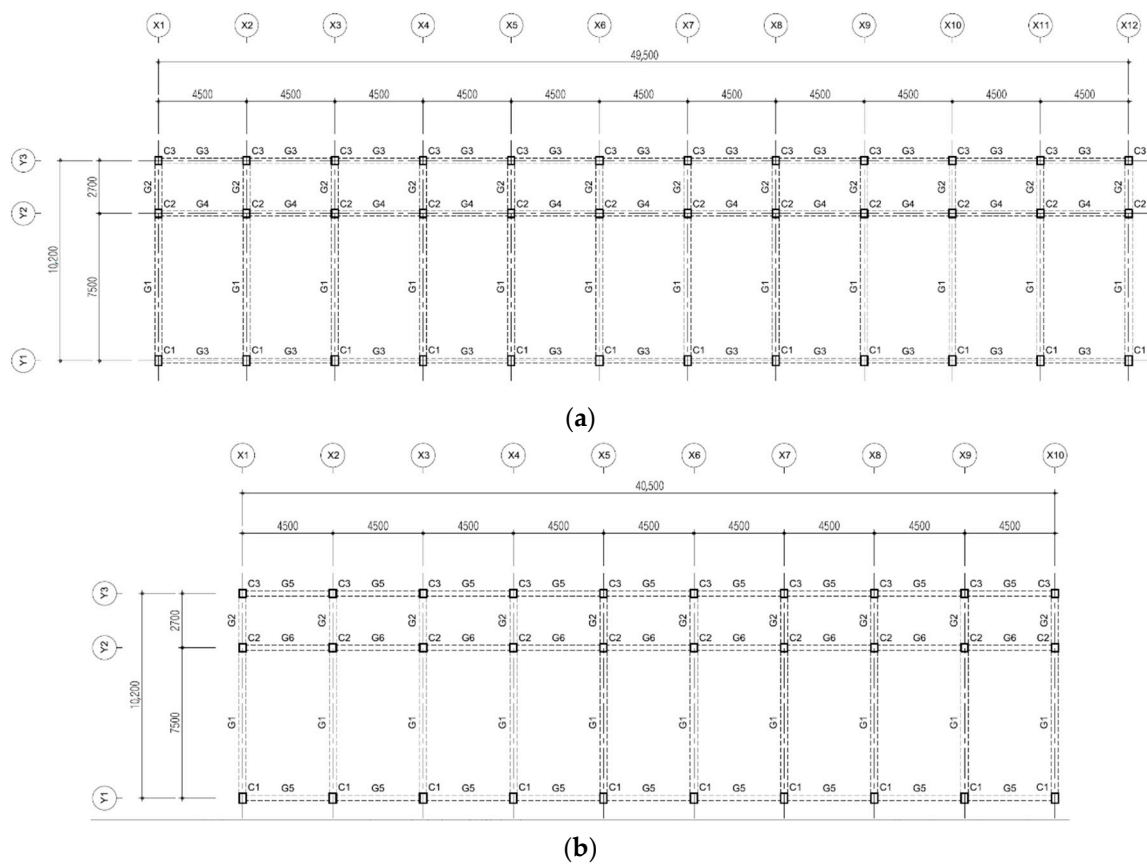 X1 X2 X3 X4 X5 X6 X7 X8 X9 X10 X11 X12
49,500
4500 4500 4500 4500 4500 4500 4500 4500 4500 4500 4500
Y3 C3 G3 C3 G3 C3 G3 C3 G3 C3 G3 C3 G3 C3 G3 C3 G3 C3 G3 C3 G3 C3 G3 C3
2700 G2 G2 G2 G2 G2 G2 G2 G2 G2 G2 G2 G2
Y2 C2 G4 C2 G4 C2 G4 C2 G4 C2 G4 C2 G4 C2 G4 C2 G4 C2 G4 C2 G4 C2 G4 C2
10,200 7500 G1 G1 G1 G1 G1 G1 G1 G1 G1 G1 G1 G1
Y1 C1 G3 C1 G3 C1 G3 C1 G3 C1 G3 C1 G3 C1 G3 C1 G3 C1 G3 C1 G3 C1 G3 C1
(a)
X1 X2 X3 X4 X5 X6 X7 X8 X9 X10
40,500
4500 4500 4500 4500 4500 4500 4500 4500 4500
Y3 C3 G5 C3 G5 C3 G5 C3 G5 C3 G5 C3 G5 C3 G5 C3 G5 C3 G5 C3
2700 G2 G2 G2 G2 G2 G2 G2 G2 G2 G2
Y2 C2 G6 C2 G6 C2 G6 C2 G6 C2 G6 C2 G6 C2 G6 C2 G6 C2 G6 C2
10,200 7500 G1 G1 G1 G1 G1 G1 G1 G1 G1 G1
Y1 C1 G5 C1 G5 C1 G5 C1 G5 C1 G5 C1 G5 C1 G5 C1 G5 C1 G5 C1
(b)